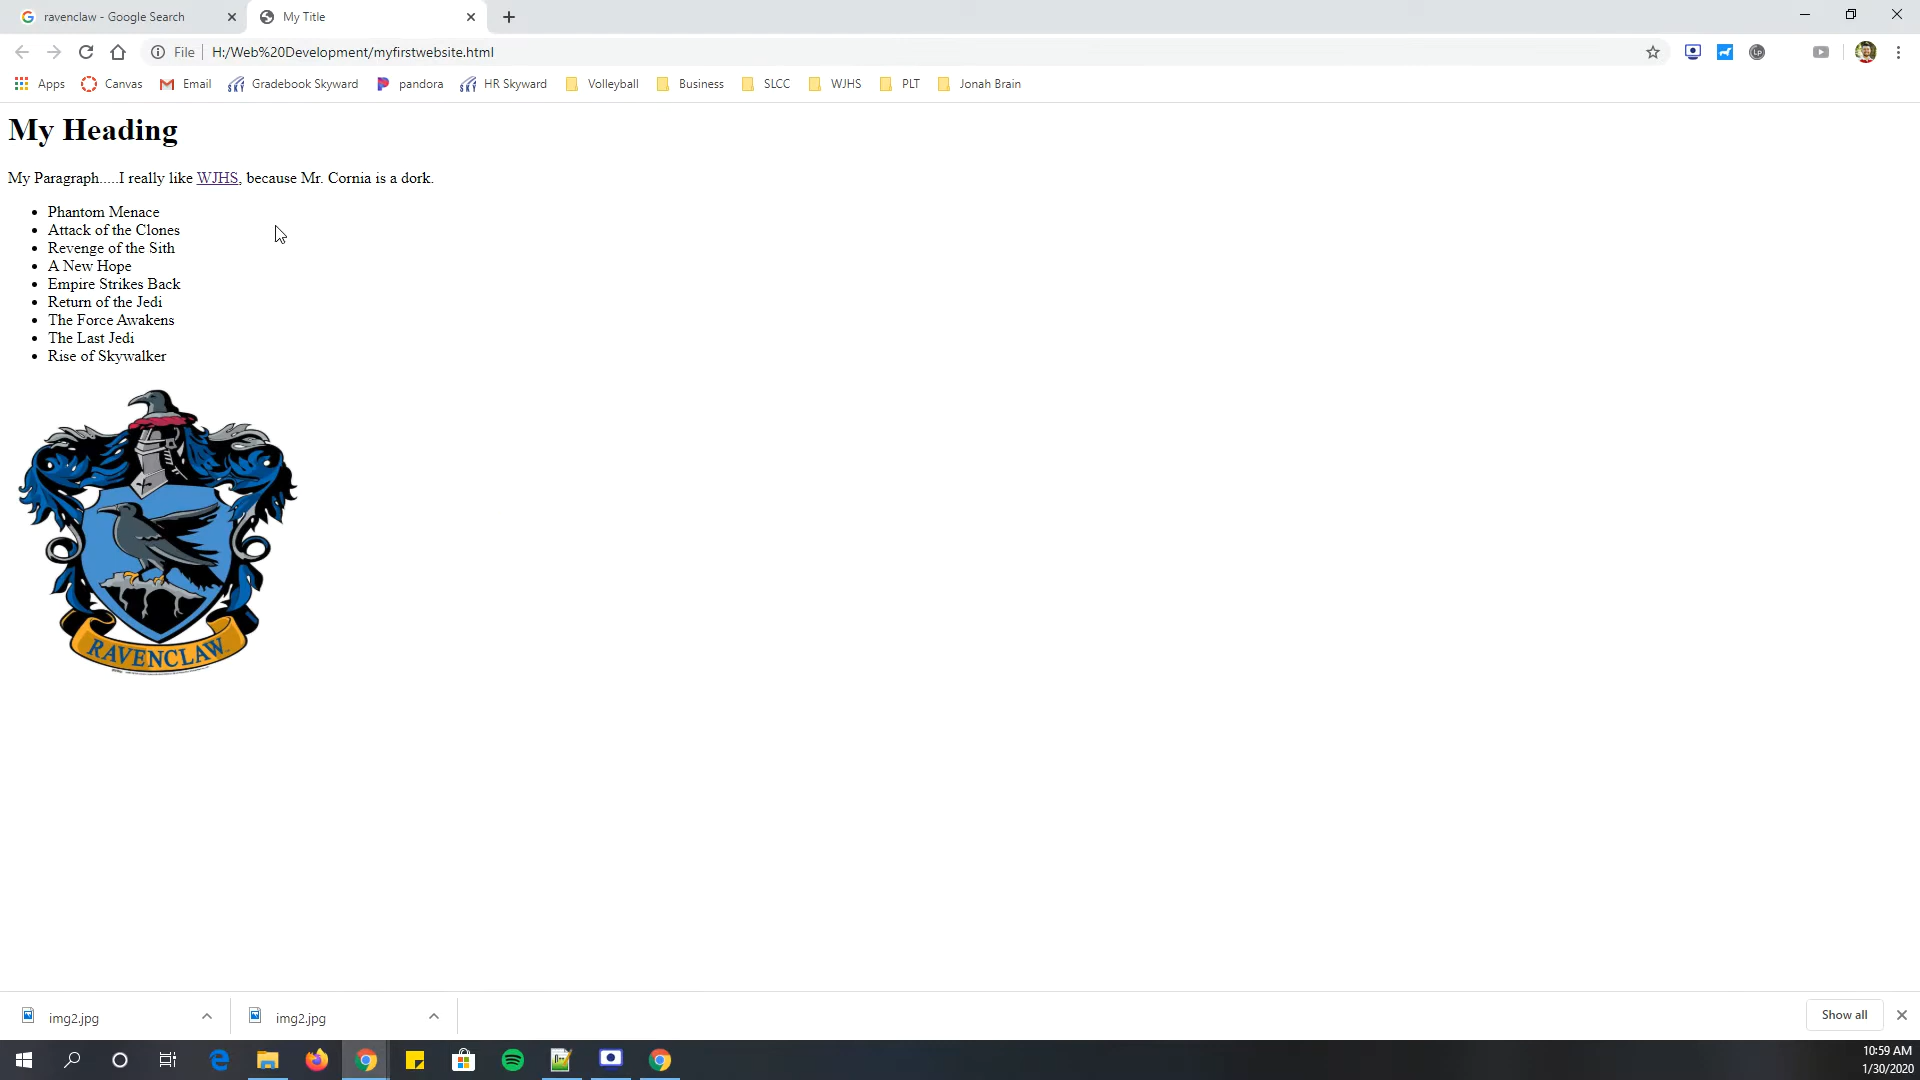 ravenclaw - Google Search
My Title
File
H:/Web%20Development/myfirstwebsite.html
Apps
Canvas
Email
Gradebook Skyward
pandora
HR Skyward
Volleyball
Business
SLCC
WJHS
PLT
Jonah Brain
My Heading
My Paragraph.....I really like WJHS, because Mr. Cornia is a dork.
Phantom Menace
Attack of the Clones
Revenge of the Sith
A New Hope
Empire Strikes Back
Return of the Jedi
The Force Awakens
The Last Jedi
Rise of Skywalker
RAVENCLAW
img2.jpg
img2.jpg
Show all
10:59 AM
1/30/2020